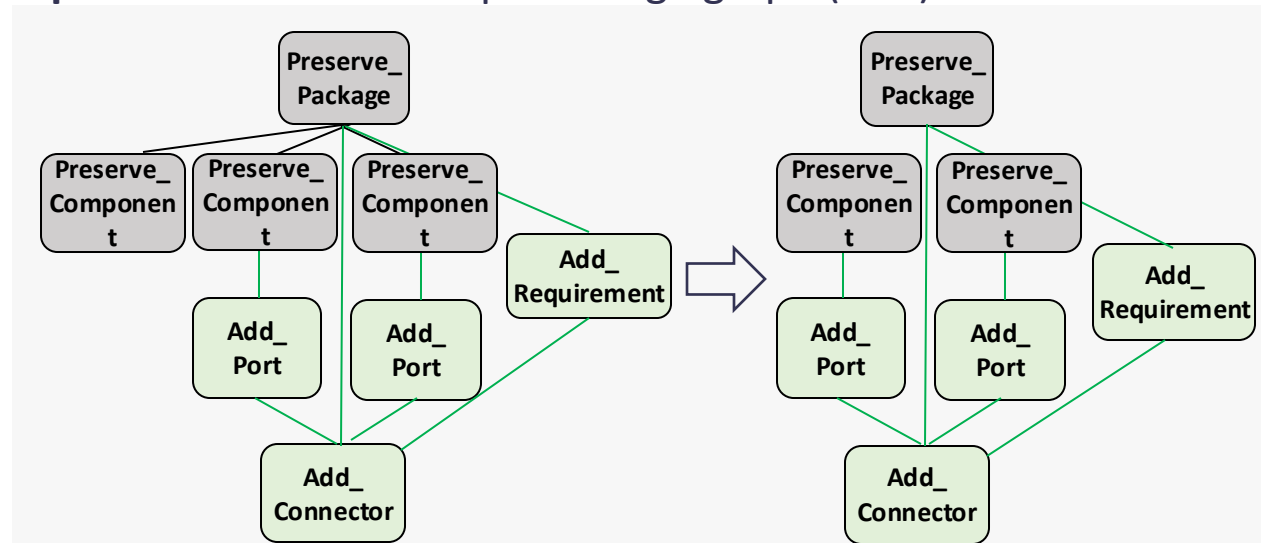 Preserve_
Package
Preserve_
Componen
t
Preserve_
Componen
t
Preserve_
Componen
t
Add_
Requirement
Add_
Port
Add_
Port
Add_
Connector
Preserve_
Package
Preserve_
Componen
t
Preserve_
Componen
t
Add_
Requirement
Add_
Port
Add_
Port
Add_
Connector